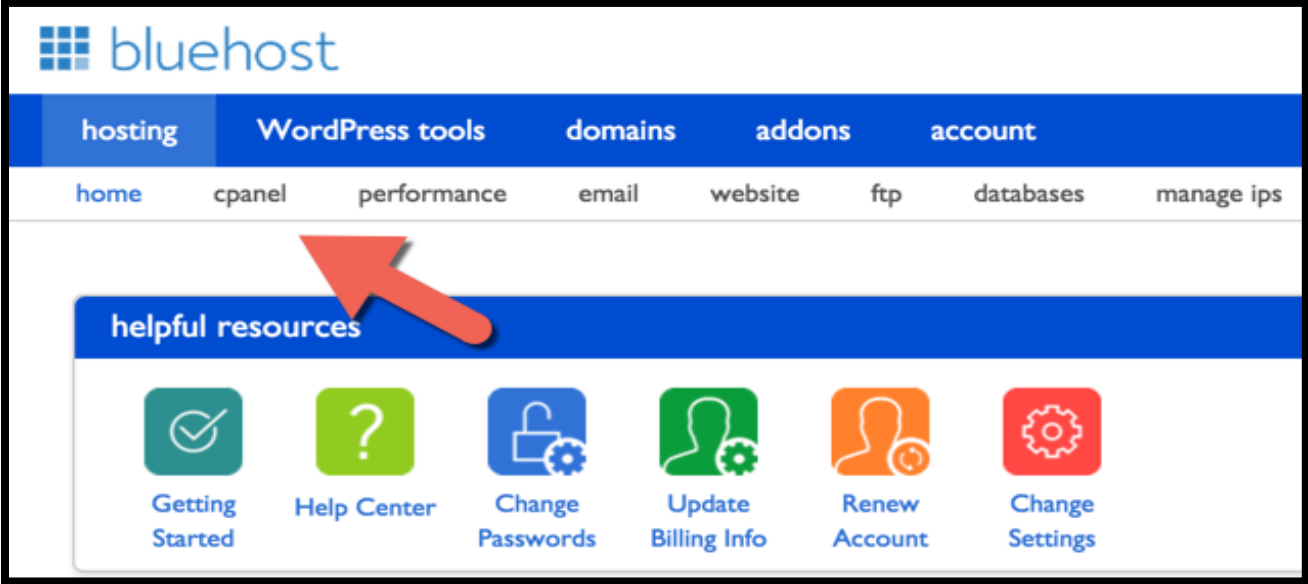 bluehost
hosting WordPress tools domains addons account
home cpanel performance email website ftp databases manage ips
helpful resources
?
Getting Started
Help Center
Change Passwords
Update Billing Info
Renew Account
Change Settings